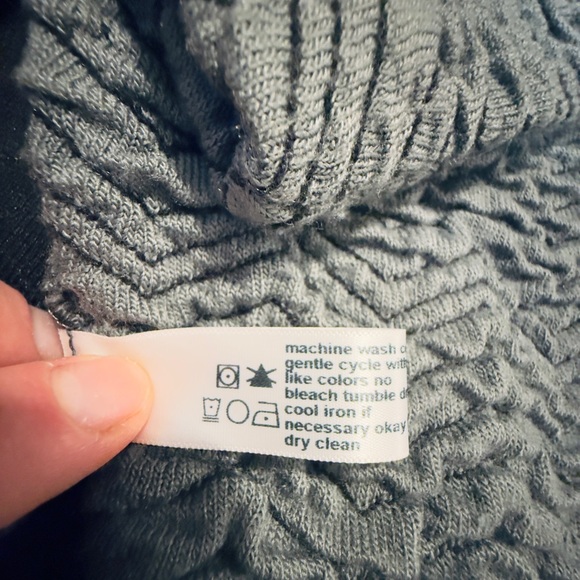 machine wash
gentle cycle with
like colors no
bleach tumble
cool iron if
necessary okay
dry clean